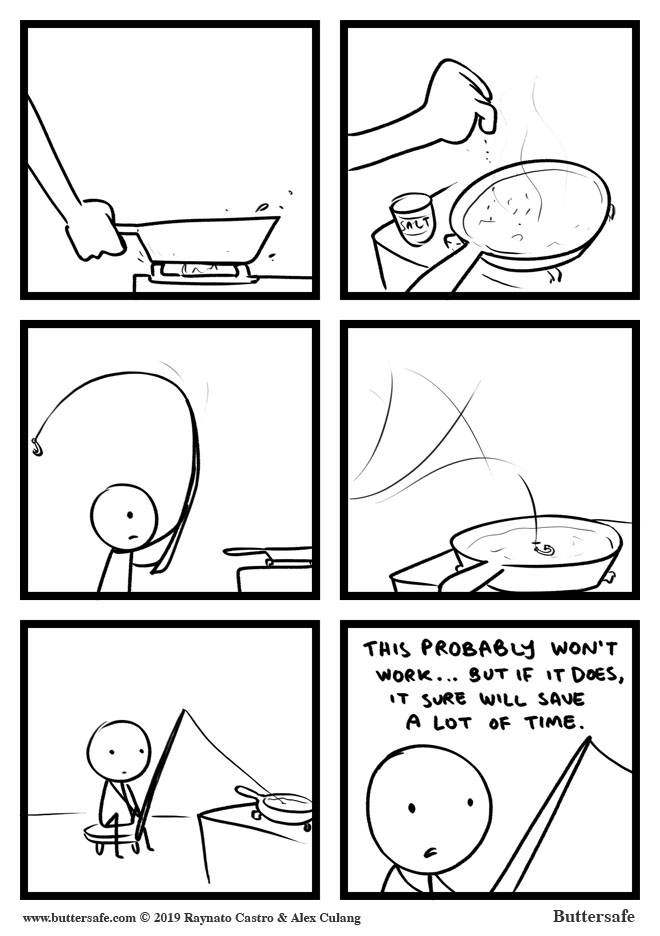 SALT
THIS PROBABLY WON'T
WORK... BUT IF IT DOES,
IT SURE WILL SAVE
A LOT OF TIME.
www.buttersafe.com © 2019 Raynato Castro & Alex Culang
Buttersafe